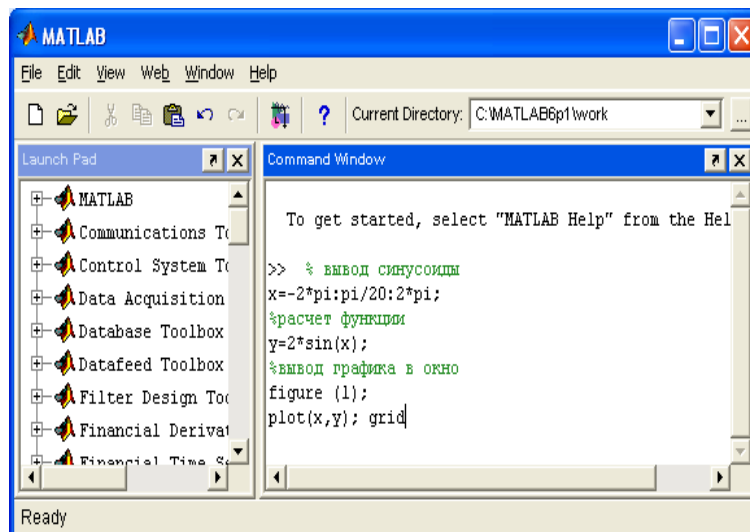 MATLAB
File Edit View Web Window Help
Current Directory: C:\MATLAB6p1\work
...
Launch Pad
MATLAB
Communications To
Control System To
Data Acquisition
Database Toolbox
Datafeed Toolbox
Filter Design Too
Financial Derivat
Financial Time Se
Command Window
To get started, select "MATLAB Help" from the Hel
>> % вывод синусоиды
x=-2*pi:pi/20:2*pi;
%расчет функции
y=2*sin(x);
%вывод графика в окно
figure (1);
plot(x,y); grid
Ready